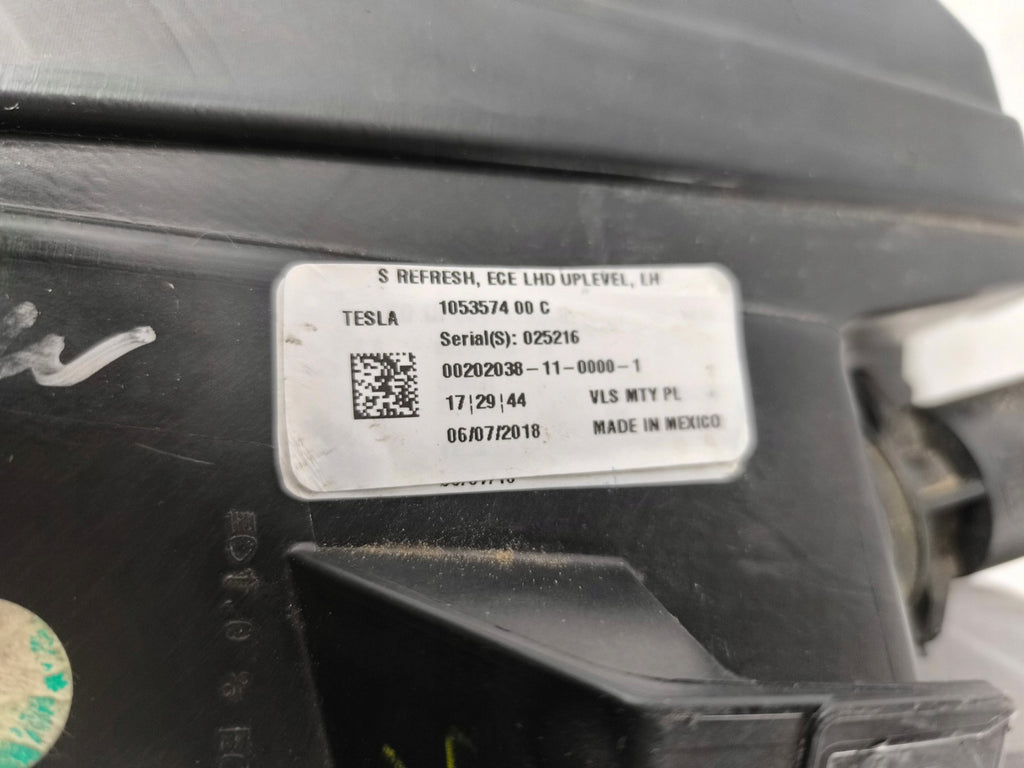 S REFRESH, ECE LHD UPLEVEL, LH
TESLA
1053574 00 C
Serial(S): 025216
00202038-11-0000-1
17|29|44 VLS MTY PL
06/07/2018 MADE IN MEXICO